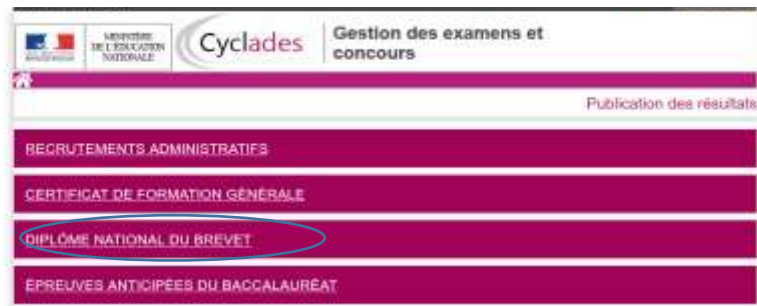 MINISTÈRE
DE L'ÉDUCATION
NATIONALE
Cyclades
Gestion des examens et
concours
Publication des résultats
RECRUTEMENTS ADMINISTRATIFS
CERTIFICAT DE FORMATION GÉNÉRALE
DIPLÔME NATIONAL DU BREVET
ÉPREUVES ANTICIPÉES DU BACCALAURÉAT